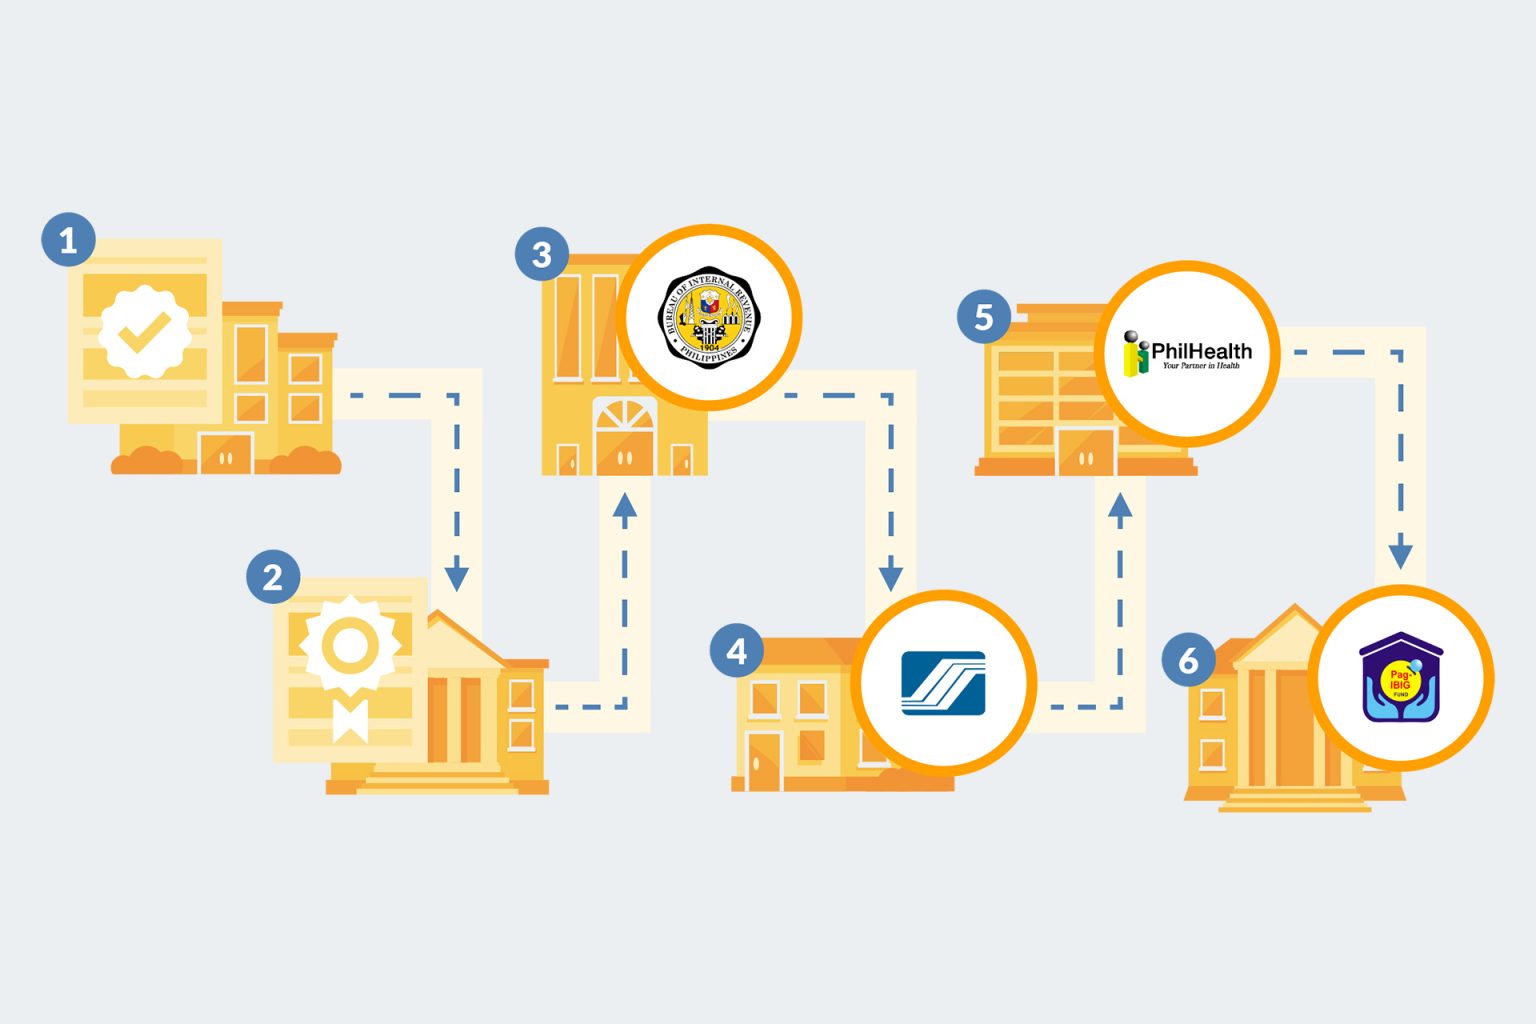 1
3
BUREAU OF INTERNAL REVENUE
1904
PHILIPPINES
5
PhilHealth
Your Partner in Health
2
4
6
Pag-
IBIG
FUND